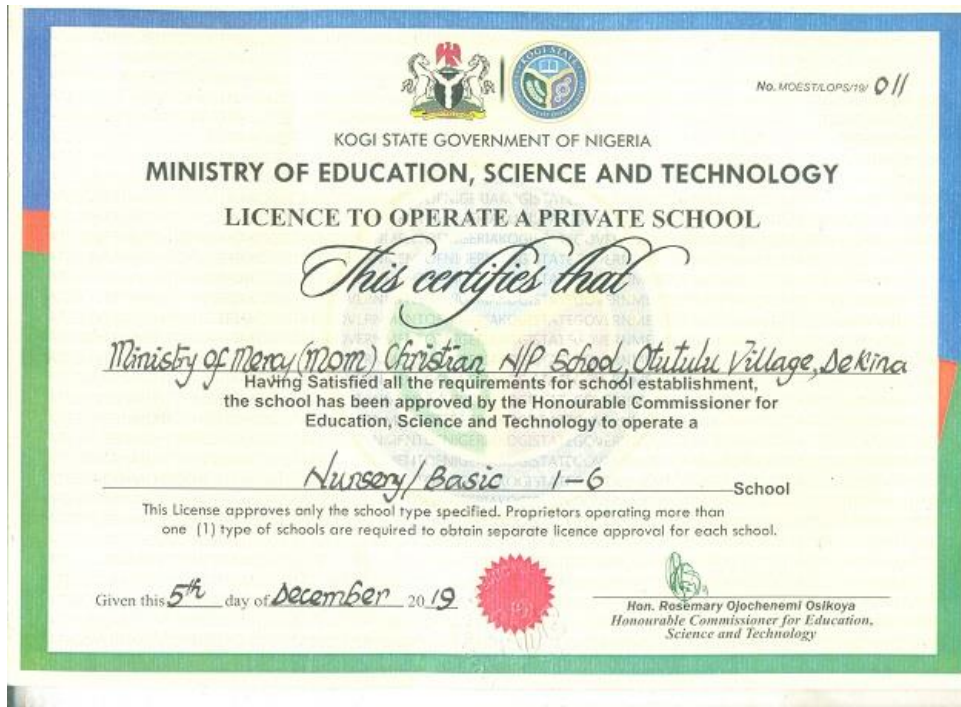 KOGI STATE
No. MOEST/LOPS/19/ 011
KOGI STATE GOVERNMENT OF NIGERIA
MINISTRY OF EDUCATION, SCIENCE AND TECHNOLOGY
LICENCE TO OPERATE A PRIVATE SCHOOL
This certifies that
Ministry of Mercy (mom) Christian N/P School, Otutulu Village, Dekina
Having Satisfied all the requirements for school establishment,
the school has been approved by the Honourable Commissioner for
Education, Science and Technology to operate a
Nursery/Basic 1-6 School
This License approves only the school type specified. Proprietors operating more than
one (1) type of schools are required to obtain separate licence approval for each school.
Given this 5th day of December 2019
Hon. Rosemary Ojochenemi Osikoya
Honourable Commissioner for Education,
Science and Technology